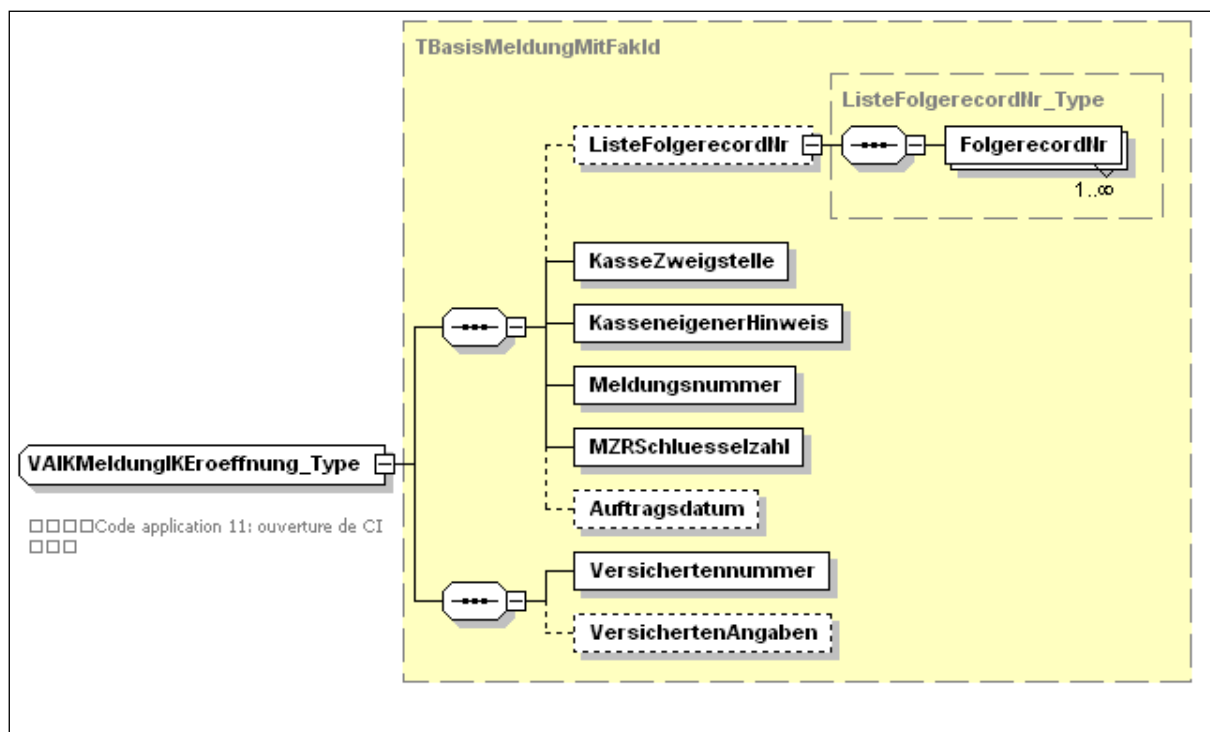 TBasisMeldungMitFakId
ListeFolgerecordNr_Type
ListeFolgerecordNr
FolgerecordNr
1..∞
KasseZweigstelle
KasseneigenerHinweis
Meldungsnummer
MZRSchluesselzahl
VAIKMeldungIKEroeffnung_Type
Auftragsdatum
□□□□Code application 11: ouverture de CI
□□□
Versichertennummer
VersichertenAngaben